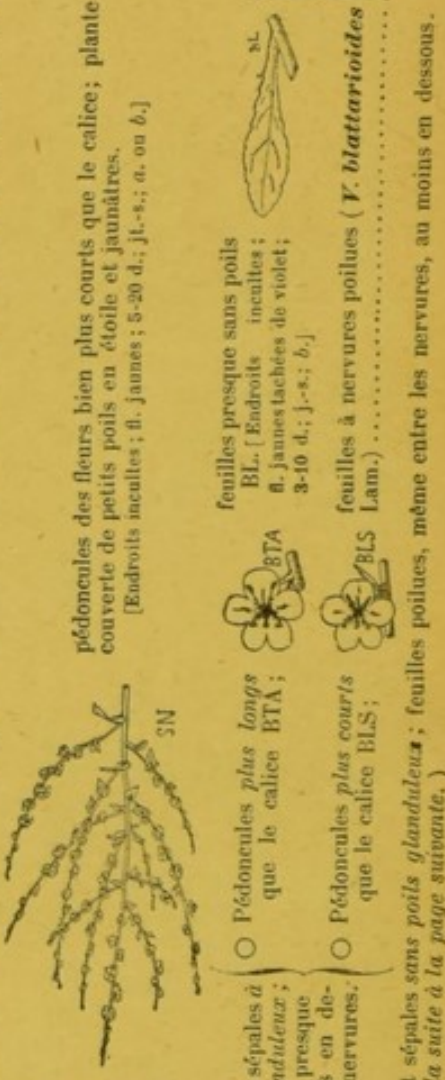 pédoncules des fleurs bien plus courts que le calice; plante
couverte de petits poils en étoile et jaunâtres.
[Endroits incultes; fl. jaunes; 5-20 d.; jt.-s.; a. ou b.]
SN
sépales à
nduleux;
presque
s en de-
nervures.
○ Pédoncules plus longs
que le calice BTA;
BTA
feuilles presque sans poils
BL. [Endroits incultes;
fl. jaunes tachées de violet;
3-10 d.; j.-s.; b.]
BL
○ Pédoncules plus courts
que le calice BLS;
BLS
feuilles à nervures poilues (V. blattarioides
Lam.)..............................
sépales sans poils glanduleux; feuilles poilues, même entre les nervures, au moins en dessous.
la suite à la page suivante.)